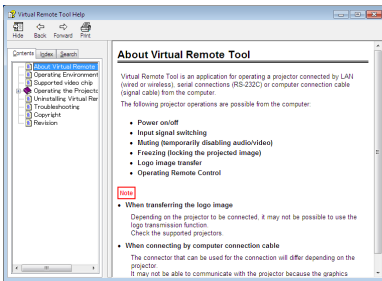 Virtual Remote Tool Help
Hide Back Forward Print
Contents Index Search
About Virtual Remote
Operating Environment
Supported video chip
Operating the Projecto
Uninstalling Virtual Rer
Troubleshooting
Copyright
Revision
About Virtual Remote Tool
Virtual Remote Tool is an application for operating a projector connected by LAN
(wired or wireless), serial connections (RS-232C) or computer connection cable
(signal cable) from the computer.
The following projector operations are possible from the computer.
• Power on/off
• Input signal switching
• Muting (temporarily disabling audio/video)
• Freezing (locking the projected image)
• Logo image transfer
• Operating Remote Control
Note
• When transferring the logo image
Depending on the projector to be connected, it may not be possible to use the
logo transmission function.
Check the supported projectors.
• When connecting by computer connection cable
The connector that can be used for the connection will differ depending on the
projector.
It may not be able to communicate with the projector because the graphics